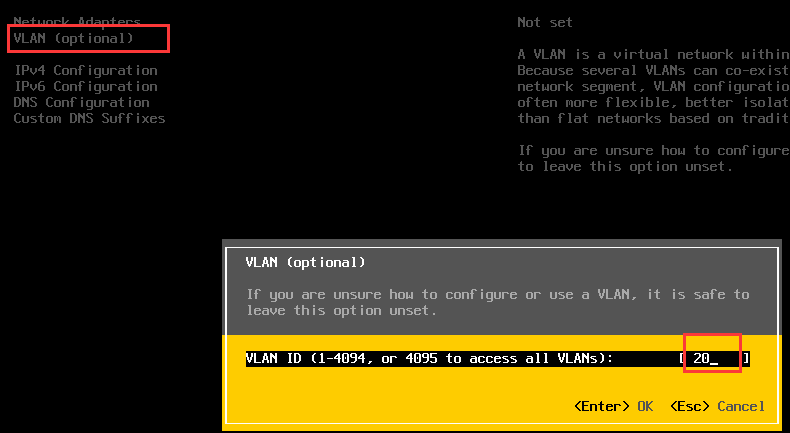 Network Adapters
VLAN (optional)
IPv4 Configuration
IPv6 Configuration
DNS Configuration
Custom DNS Suffixes
Not set
A VLAN is a virtual network within
Because several VLANs can co-exist
network segment, VLAN configuratio
often more flexible, better isolat
than flat networks based on tradit
If you are unsure how to configure
to leave this option unset.
VLAN (optional)
If you are unsure how to configure or use a VLAN, it is safe to
leave this option unset.
VLAN ID (1-4094, or 4095 to access all VLANs): [ 20_ ]
<Enter> OK <Esc> Cancel